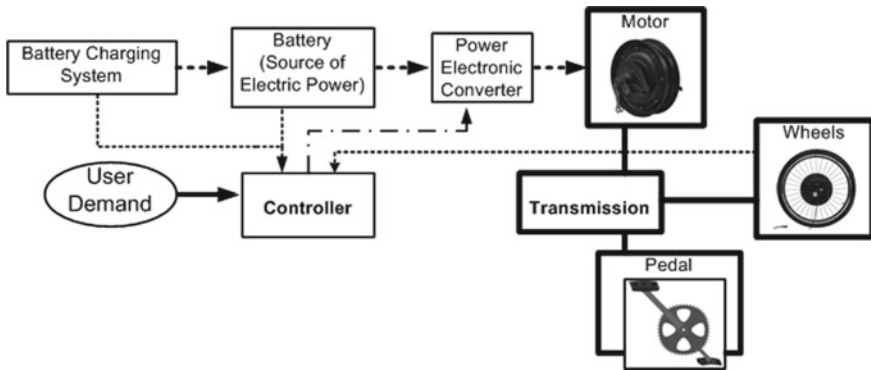 Battery Charging
System
Battery
(Source of
Electric Power)
Power
Electronic
Converter
Motor
Wheels
User
Demand
Controller
Transmission
Pedal